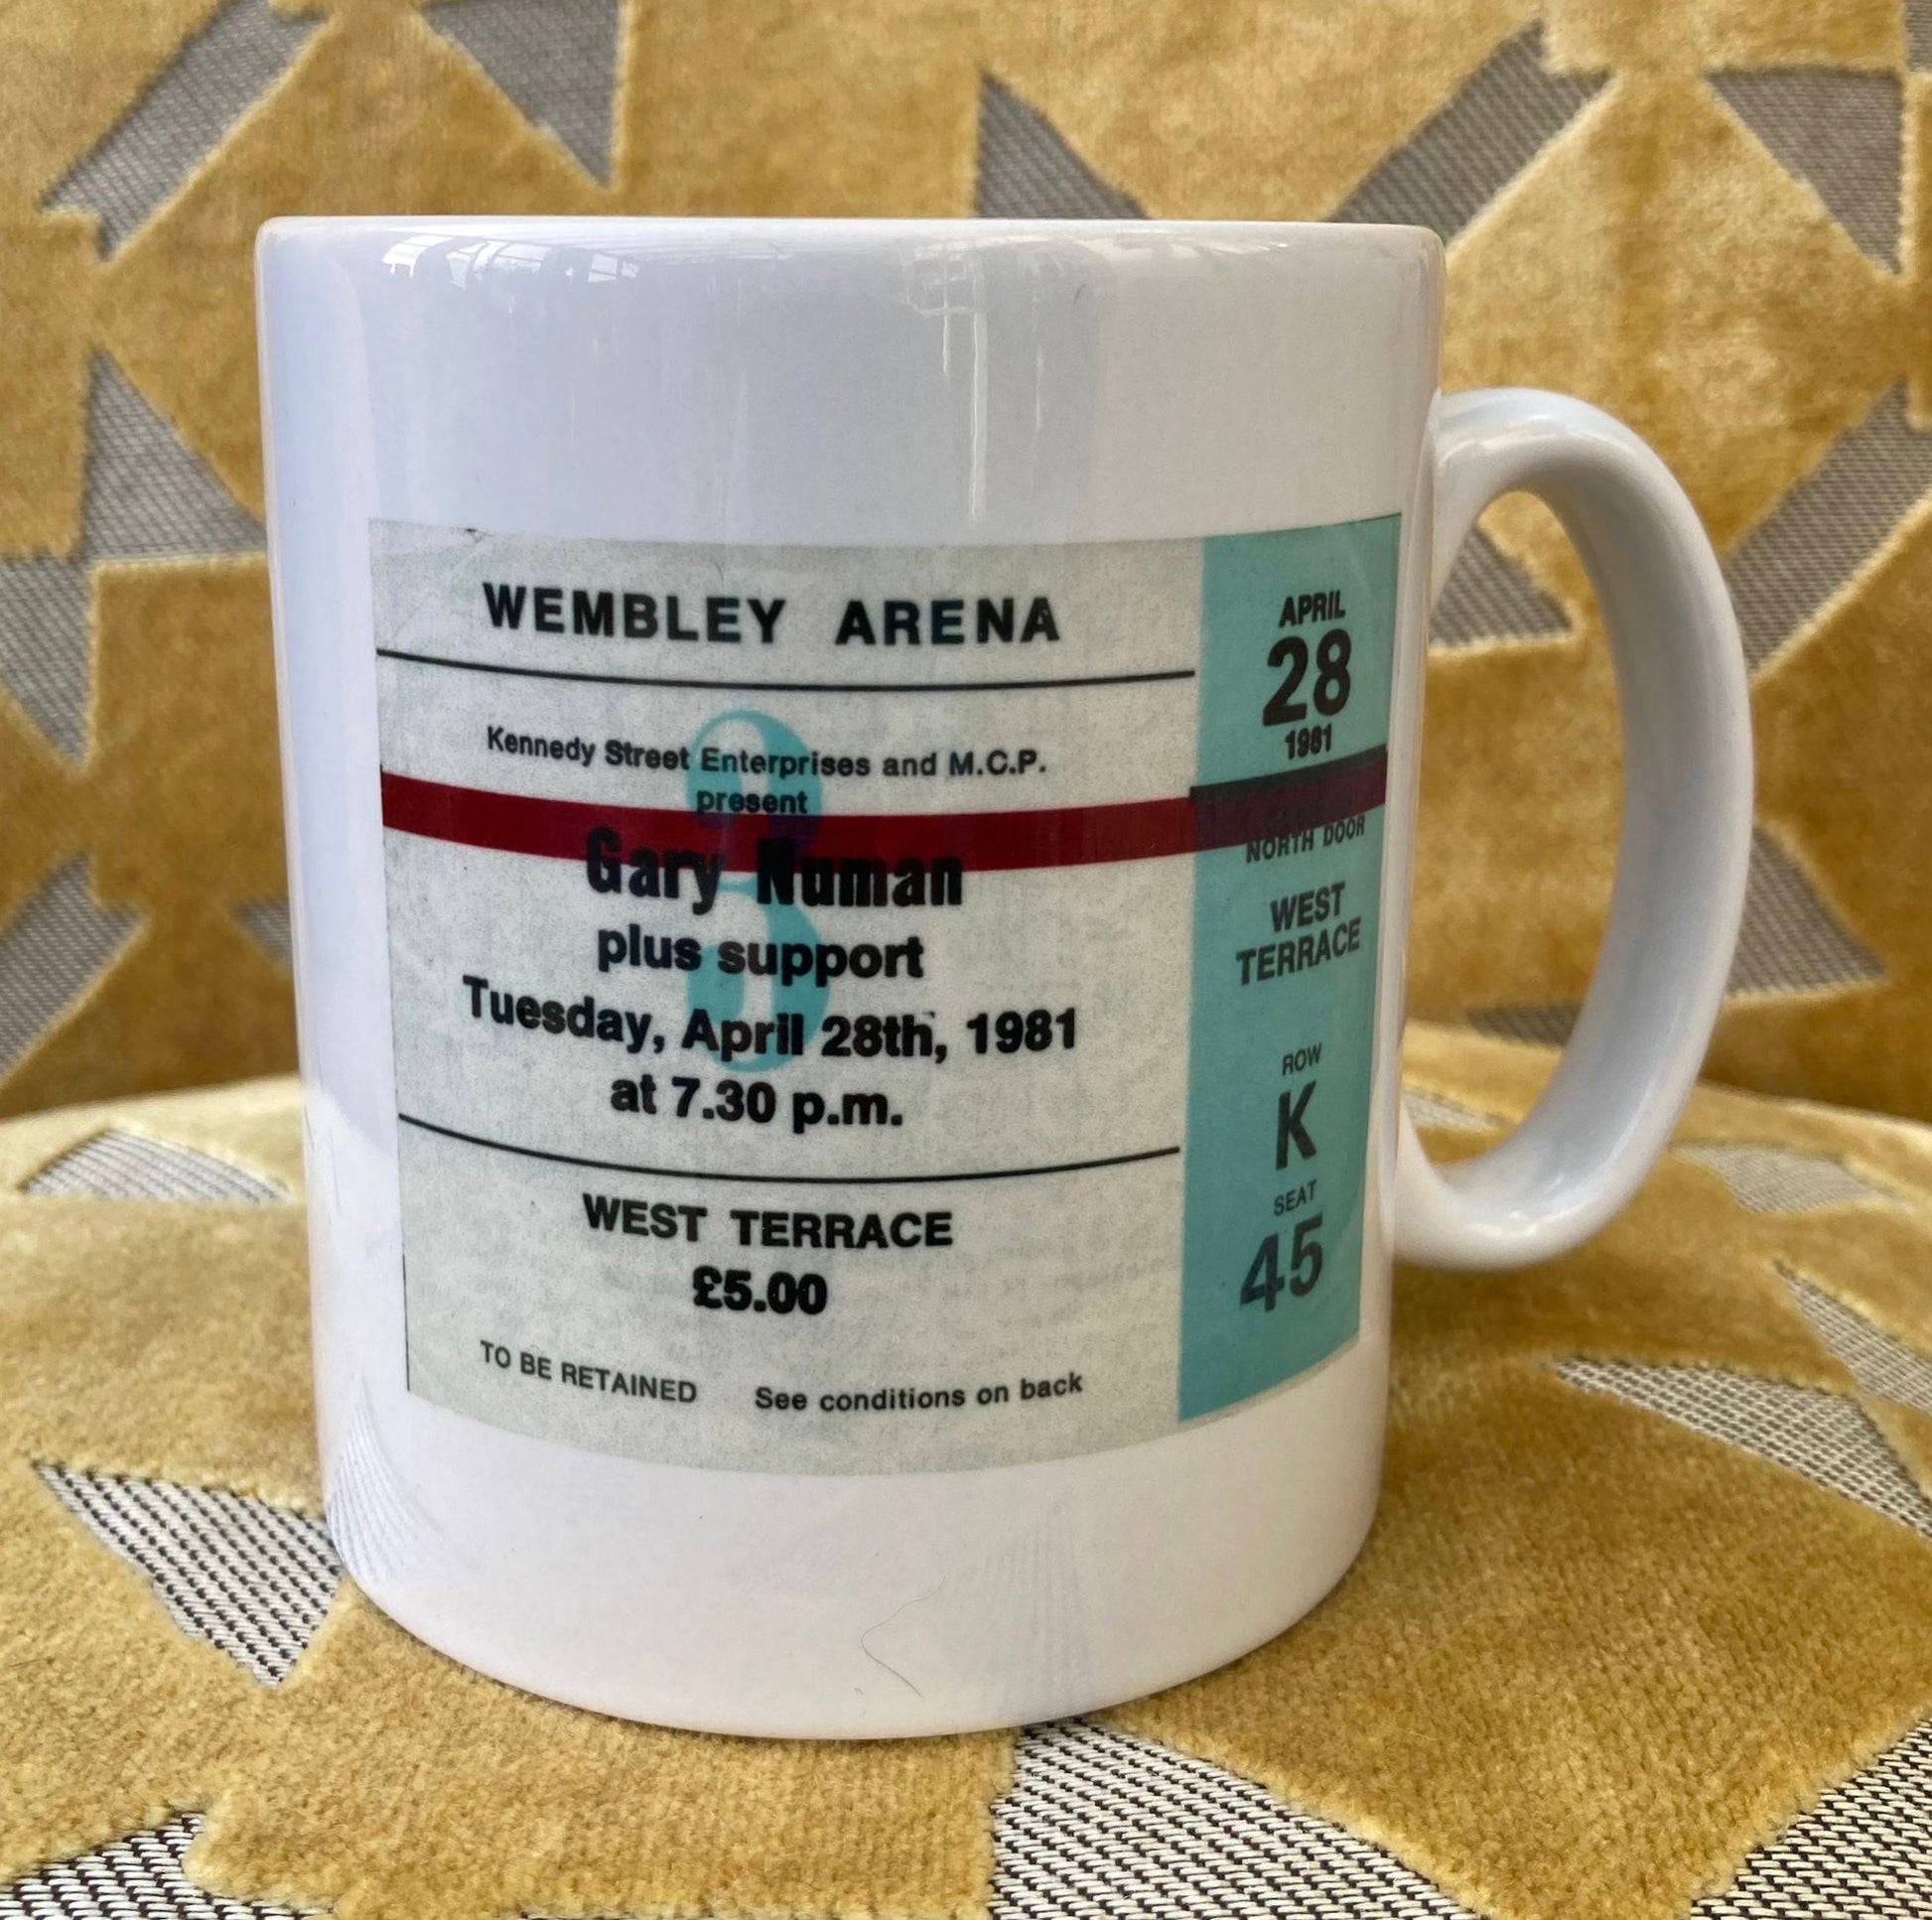 WEMBLEY ARENA
Kennedy Street Enterprises and M.C.P.
present
Gary Numan
plus support
Tuesday, April 28th, 1981
at 7.30 p.m.
WEST TERRACE
£5.00
TO BE RETAINED See conditions on back
3
APRIL
28
1981
NORTH DOOR
WEST
TERRACE
ROW
K
SEAT
45